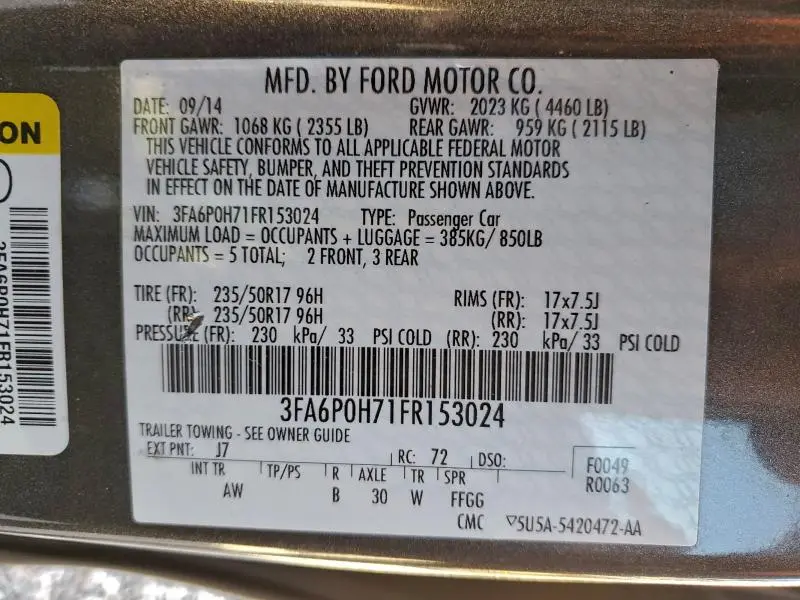 MFD. BY FORD MOTOR CO.
DATE: 09/14 GVWR: 2023 KG ( 4460 LB)
FRONT GAWR: 1068 KG ( 2355 LB) REAR GAWR: 959 KG ( 2115 LB)
THIS VEHICLE CONFORMS TO ALL APPLICABLE FEDERAL MOTOR
VEHICLE SAFETY, BUMPER, AND THEFT PREVENTION STANDARDS
IN EFFECT ON THE DATE OF MANUFACTURE SHOWN ABOVE.
VIN: 3FA6P0H71FR153024 TYPE: Passenger Car
MAXIMUM LOAD = OCCUPANTS + LUGGAGE = 385KG/ 850LB
OCCUPANTS = 5 TOTAL; 2 FRONT, 3 REAR
TIRE (FR): 235/50R17 96H RIMS (FR): 17x7.5J
(RR): 235/50R17 96H (RR): 17x7.5J
PRESSURE (FR): 230 kPa/ 33 PSI COLD (RR): 230 kPa/ 33 PSI COLD
3FA6P0H71FR153024
TRAILER TOWING - SEE OWNER GUIDE
EXT PNT: J7 RC: 72 DSO: F0049
R0063
INT TR TP/PS R AXLE TR SPR
AW B 30 W FFGG
CMC 5U5A-5420472-AA
ON
3FA6P0H71FR153024